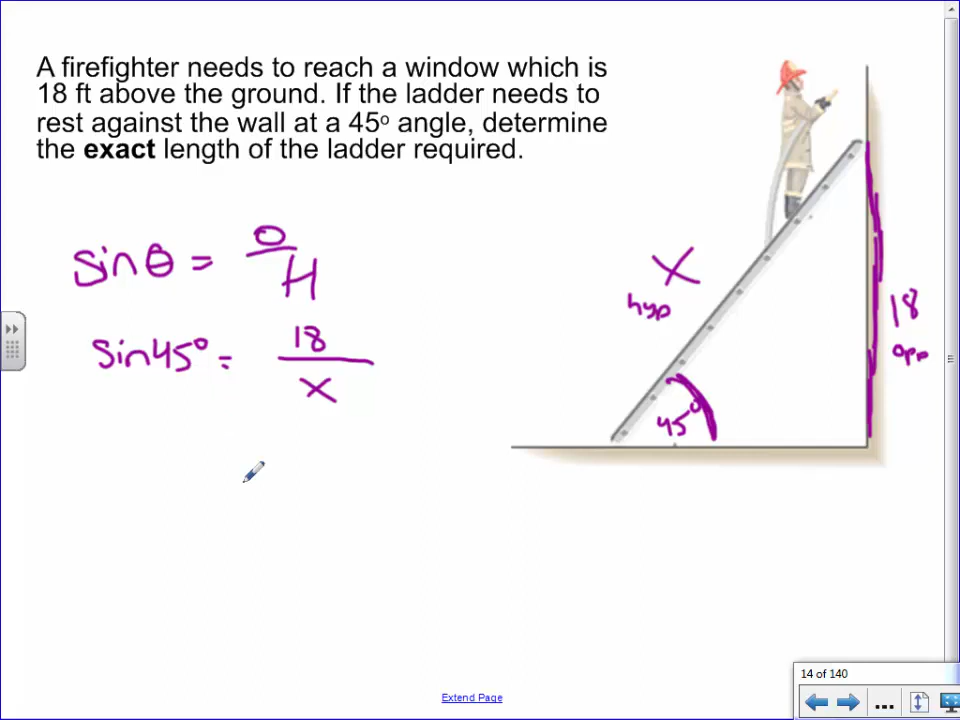 A firefighter needs to reach a window which is
18 ft above the ground. If the ladder needs to
rest against the wall at a 45° angle, determine
the exact length of the ladder required.
sinθ = O/H
sin45° = 18/x
x
hyp
18
opp
45°
14 of 140
...
Extend Page